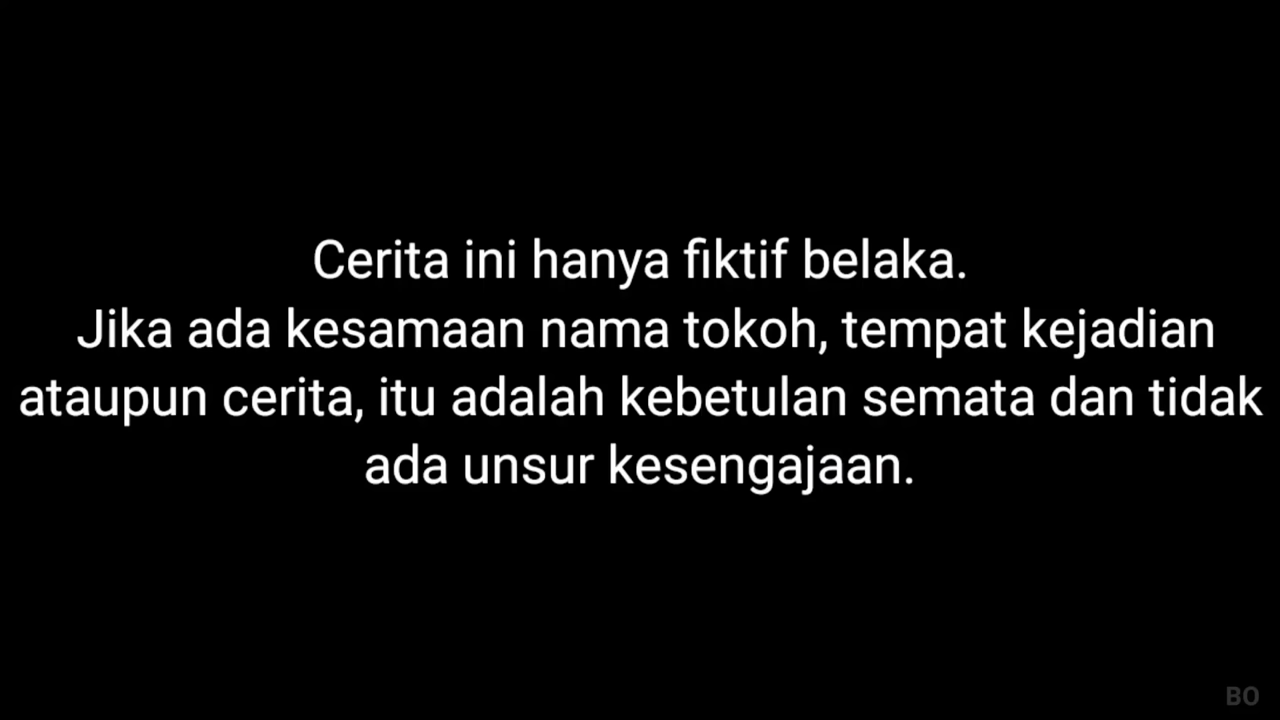 Cerita ini hanya fiktif belaka.
Jika ada kesamaan nama tokoh, tempat kejadian
ataupun cerita, itu adalah kebetulan semata dan tidak
ada unsur kesengajaan.
BO